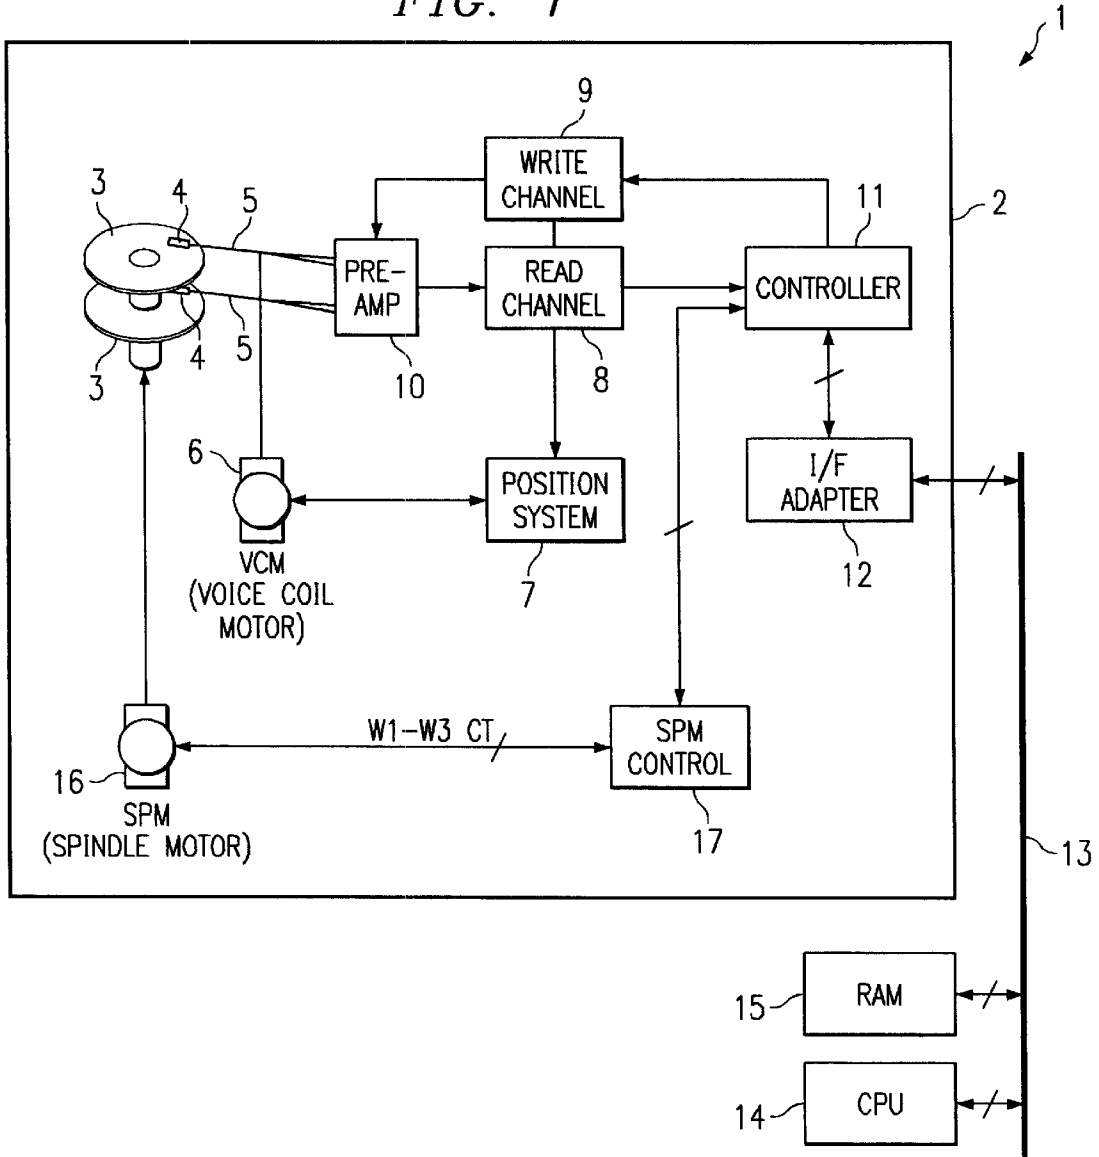 FIG.
1
9
WRITE
CHANNEL
3
4
5
11
2
PRE-
AMP
READ
CHANNEL
CONTROLLER
3
4
5
10
8
6
POSITION
SYSTEM
I/F
ADAPTER
VCM
(VOICE COIL
MOTOR)
7
12
W1-W3 CT
SPM
CONTROL
16
SPM
(SPINDLE MOTOR)
17
13
15
RAM
14
CPU